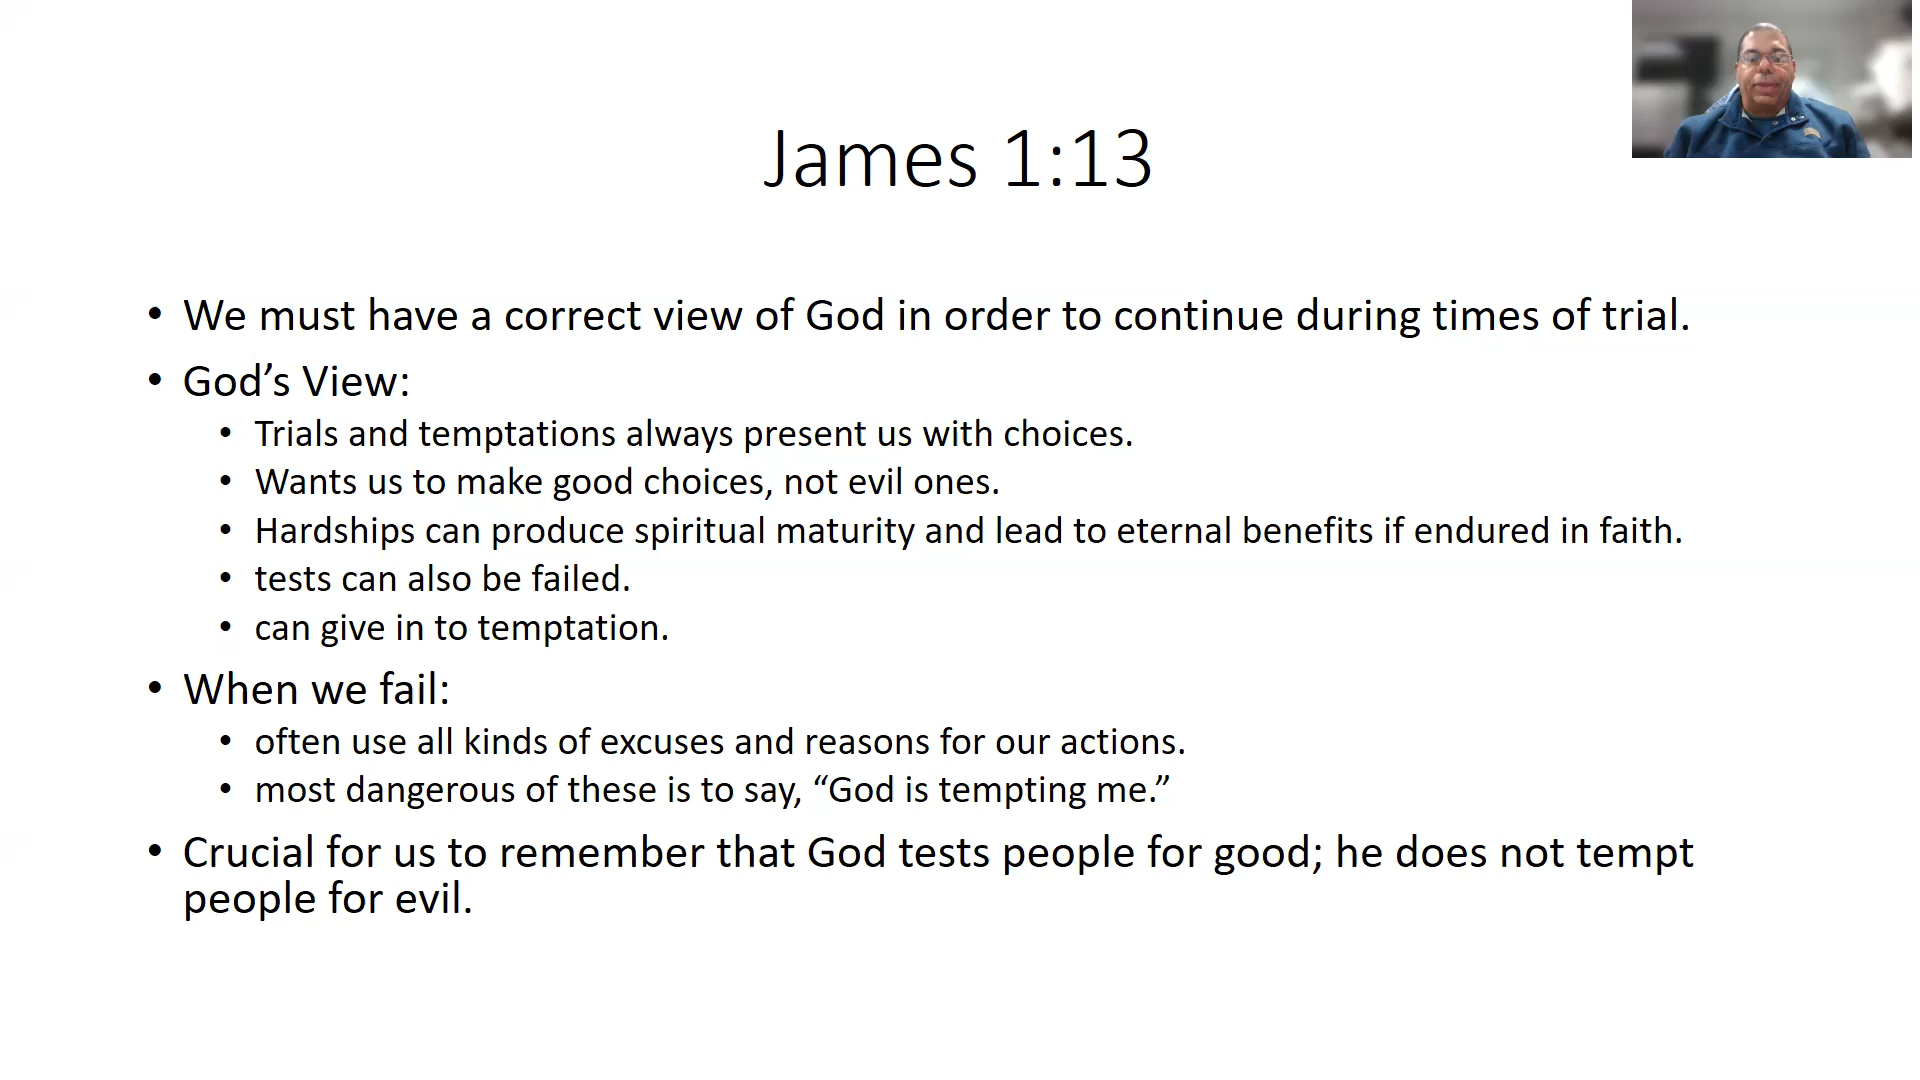 James 1:13
• We must have a correct view of God in order to continue during times of trial.
• God’s View:
• Trials and temptations always present us with choices.
• Wants us to make good choices, not evil ones.
• Hardships can produce spiritual maturity and lead to eternal benefits if endured in faith.
• tests can also be failed.
• can give in to temptation.
• When we fail:
• often use all kinds of excuses and reasons for our actions.
• most dangerous of these is to say, “God is tempting me.”
• Crucial for us to remember that God tests people for good; he does not tempt
people for evil.